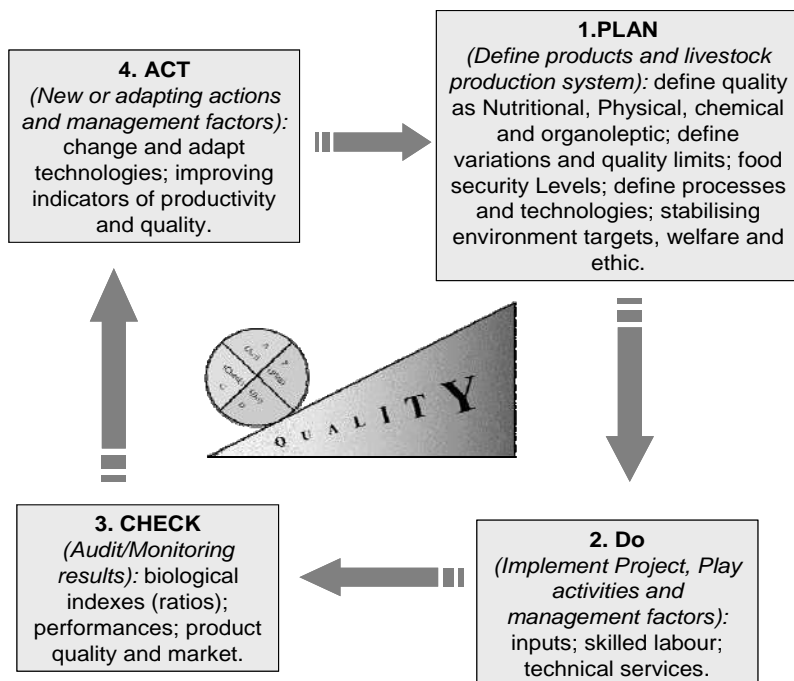 1.PLAN
(Define products and livestock
production system): define quality
as Nutritional, Physical, chemical
and organoleptic; define
variations and quality limits; food
security Levels; define processes
and technologies; stabilising
environment targets, welfare and
ethic.
2. Do
(Implement Project, Play
activities and
management factors):
inputs; skilled labour;
technical services.
3. CHECK
(Audit/Monitoring
results): biological
indexes (ratios);
performances; product
quality and market.
4. ACT
(New or adapting actions
and management factors):
change and adapt
technologies; improving
indicators of productivity
and quality.
A P
(Act) (Plan)
(Check) (Do)
C D
QUALITY